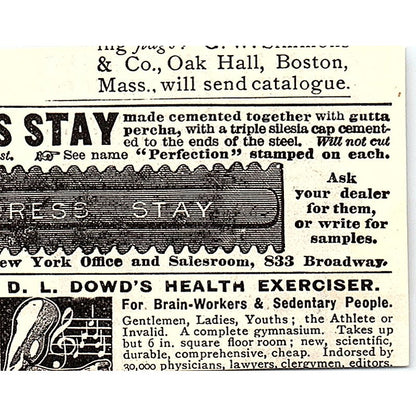 & Co., Oak Hall, Boston,
Mass., will send catalogue.
S STAY made cemented together with gutta
percha, with a triple silesia cap cement-
ed to the ends of the steel. Will not cut
st. See name "Perfection" stamped on each.
RESS STAY
Ask
your dealer
for them,
or write for
samples.
ew York Office and Salesroom, 833 Broadway.
D. L. DOWD'S HEALTH EXERCISER.
For Brain-Workers & Sedentary People.
Gentlemen, Ladies, Youths; the Athlete or
Invalid. A complete gymnasium. Takes up
but 6 in. square floor room; new, scientific,
durable, comprehensive, cheap. Indorsed by
30,000 physicians, lawyers, clergymen, editors